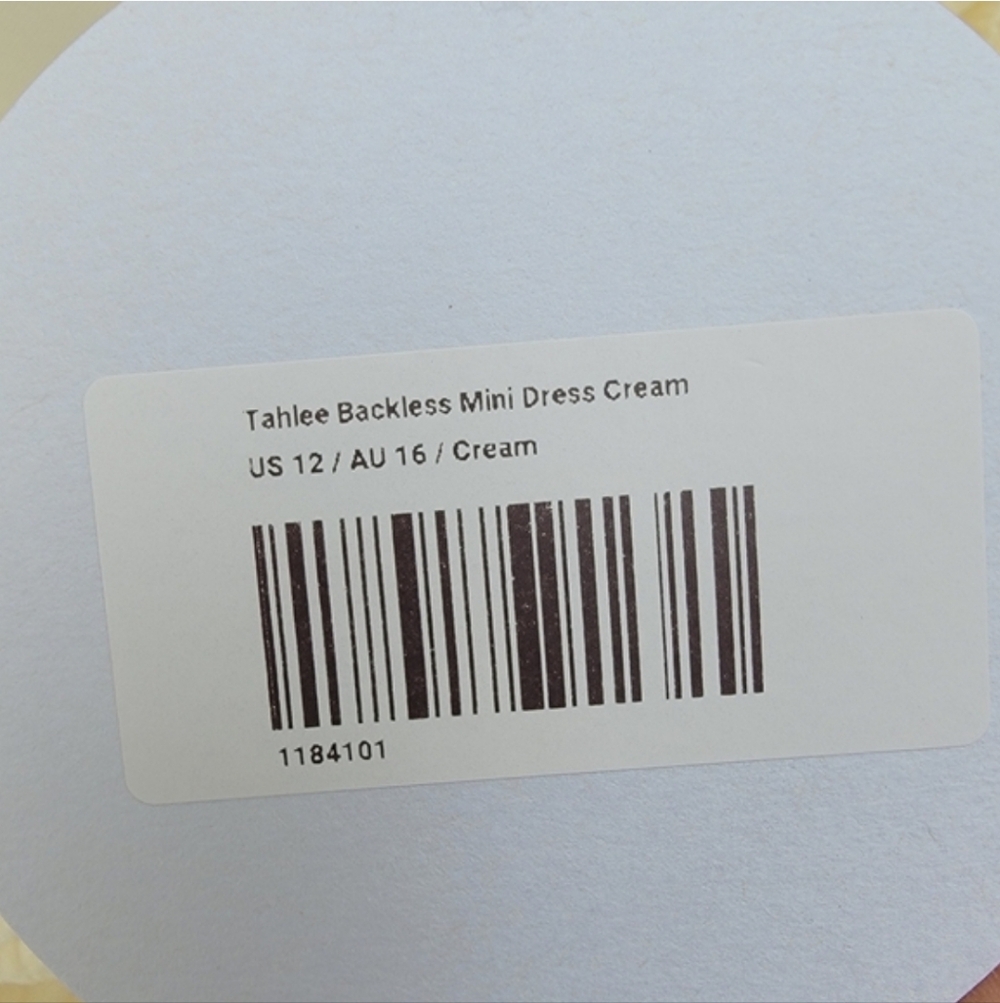 Tahlee Backless Mini Dress Cream
US 12 / AU 16 / Cream
1184101